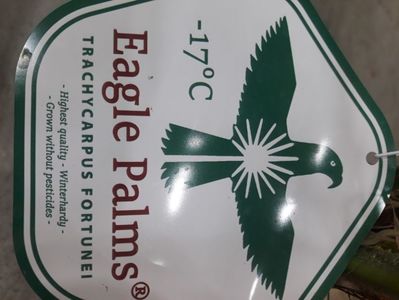 -17°C
Eagle Palms®
TRACHYCARPUS FORTUNEI
- Highest quality - Winterhardy -
- Grown without pesticides -